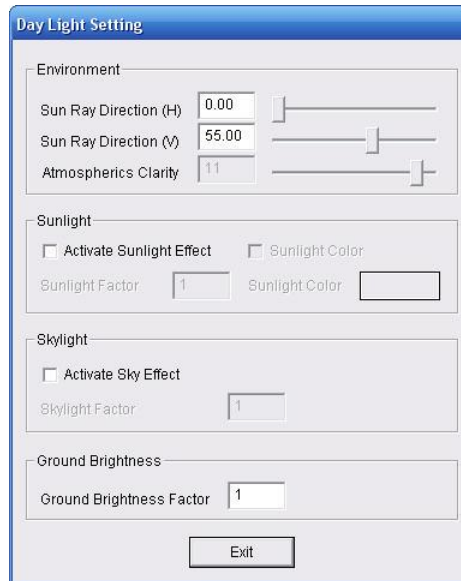 Day Light Setting
Environment
Sun Ray Direction (H) 0.00
Sun Ray Direction (V) 55.00
Atmospherics Clarity 11
Sunlight
Activate Sunlight Effect Sunlight Color
Sunlight Factor 1 Sunlight Color
Skylight
Activate Sky Effect
Skylight Factor 1
Ground Brightness
Ground Brightness Factor 1
Exit